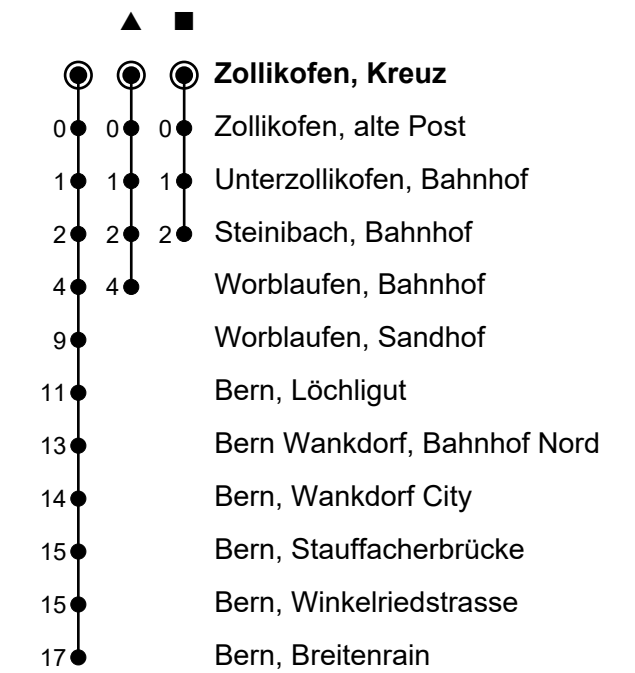 ▲ ■
Zollikofen, Kreuz
0 0 0 Zollikofen, alte Post
1 1 1 Unterzollikofen, Bahnhof
2 2 2 Steinibach, Bahnhof
4 4 Worblaufen, Bahnhof
9 Worblaufen, Sandhof
11 Bern, Löchligut
13 Bern Wankdorf, Bahnhof Nord
14 Bern, Wankdorf City
15 Bern, Stauffacherbrücke
15 Bern, Winkelriedstrasse
17 Bern, Breitenrain